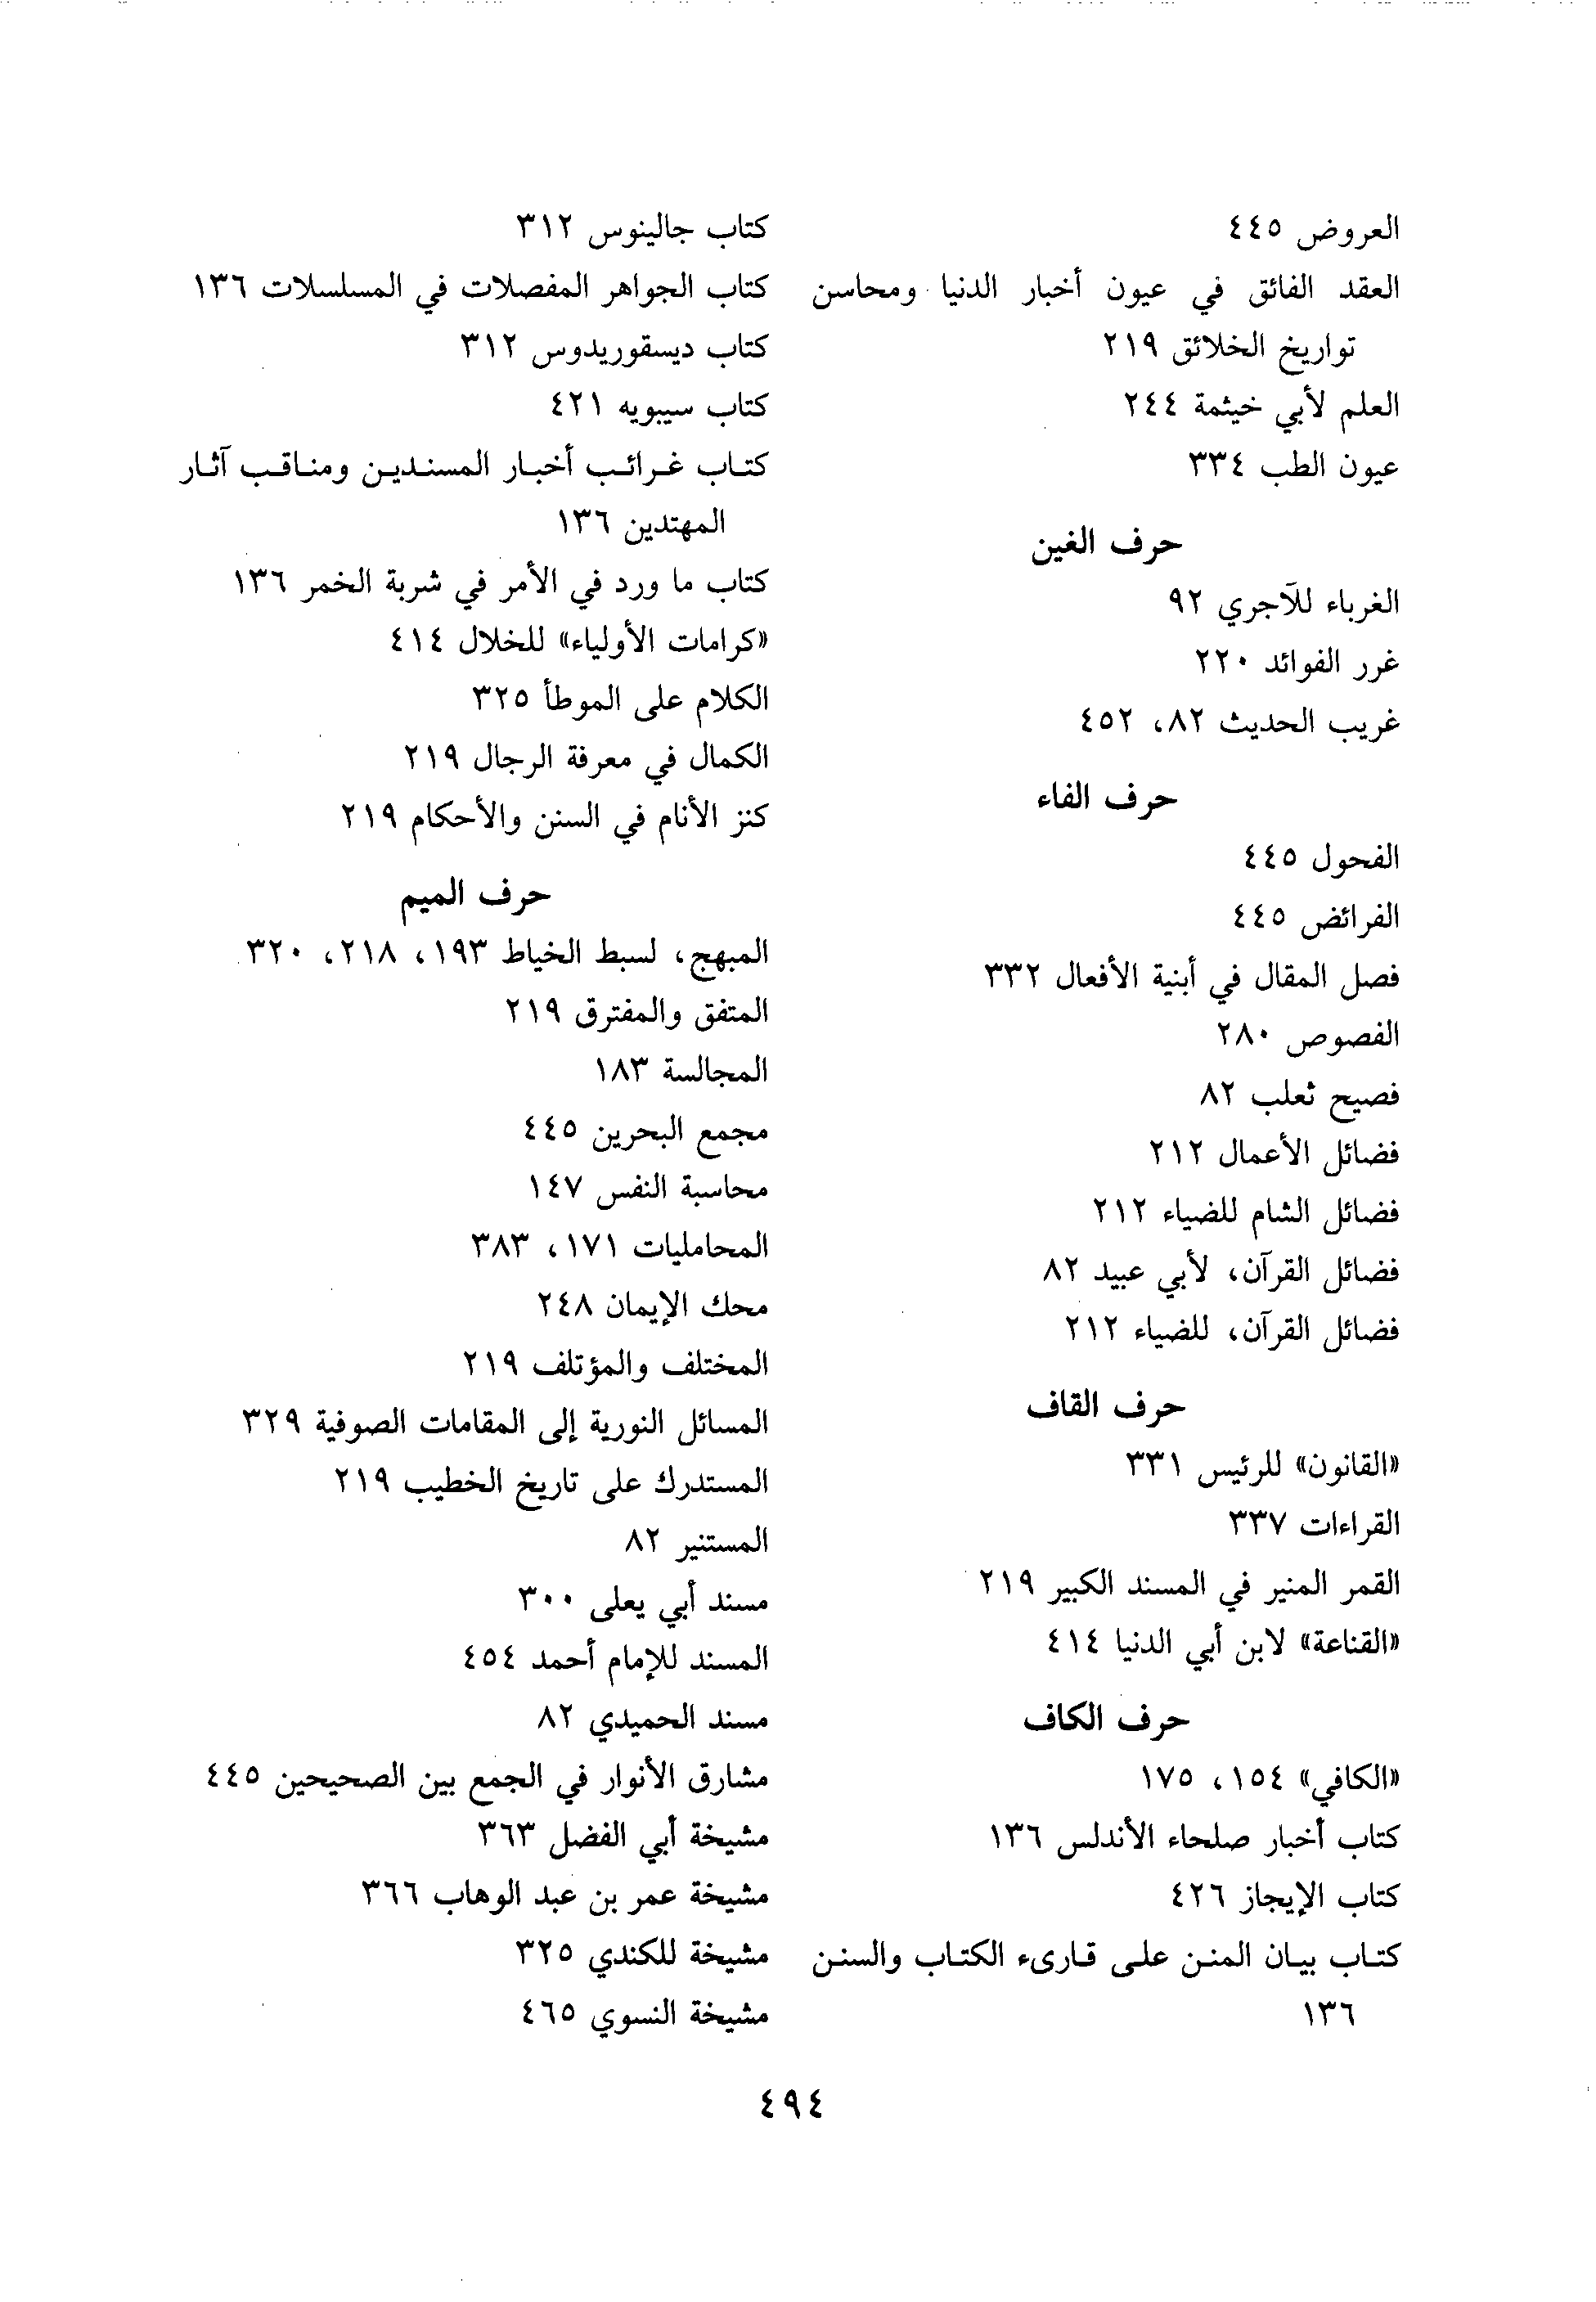 العروض ٤٤٥
العقد الفائق في عيون أخبار الدنيا ومحاسن
تواريخ الخلائق ٢١٩
العلم لأبي خيثمة ٢٤٤
عيون الطب ٣٣٤
حرف الغين
الغرباء للآجري ٩٢
غرر الفوائد ٢٢٠
غريب الحديث ٨٢، ٤٥٢
حرف الفاء
الفحول ٤٤٥
الفرائض ٤٤٥
فصل المقال في أبنية الأفعال ٣٣٢
الفصوص ٢٨٠
فصيح ثعلب ٨٢
فضائل الأعمال ٢١٢
فضائل الشام للضياء ٢١٢
فضائل القرآن، لأبي عبيد ٨٢
فضائل القرآن، للضياء ٢١٢
حرف القاف
«القانون» للرئيس ٣٣١
القراءات ٣٣٧
القمر المنير في المسند الكبير ٢١٩
«القناعة» لابن أبي الدنيا ٤١٤
حرف الكاف
«الكافي» ١٥٤، ١٧٥
كتاب أخبار صلحاء الأندلس ١٣٦
كتاب الإيجاز ٤٢٦
كتاب بيان المنن على قارىء الكتاب والسنن
١٣٦
كتاب جالينوس ٣١٢
كتاب الجواهر المفصلات في المسلسلات ١٣٦
كتاب ديسقوريدوس ٣١٢
كتاب سيبويه ٤٢١
كتاب غرائب أخبار المسندين ومناقب آثار
المهتدين ١٣٦
كتاب ما ورد في الأمر في شربة الخمر ١٣٦
«كرامات الأولياء» للخلال ٤١٤
الكلام على الموطأ ٣٢٥
الكمال في معرفة الرجال ٢١٩
كنز الأنام في السنن والأحكام ٢١٩
حرف الميم
المبهج، لسبط الخياط ١٩٣، ٢١٨، ٣٢٠
المتفق والمفترق ٢١٩
المجالسة ١٨٣
مجمع البحرين ٤٤٥
محاسبة النفس ١٤٧
المحامليات ١٧١، ٣٨٣
محك الإيمان ٢٤٨
المختلف والمؤتلف ٢١٩
المسائل النورية إلى المقامات الصوفية ٣٢٩
المستدرك على تاريخ الخطيب ٢١٩
المستنير ٨٢
مسند أبي يعلى ٣٠٠
المسند للإمام أحمد ٤٥٤
مسند الحميدي ٨٢
مشارق الأنوار في الجمع بين الصحيحين ٤٤٥
مشيخة أبي الفضل ٣٦٣
مشيخة عمر بن عبد الوهاب ٣٦٦
مشيخة للكندي ٣٢٥
مشيخة النسوي ٤٦٥
٤٩٤